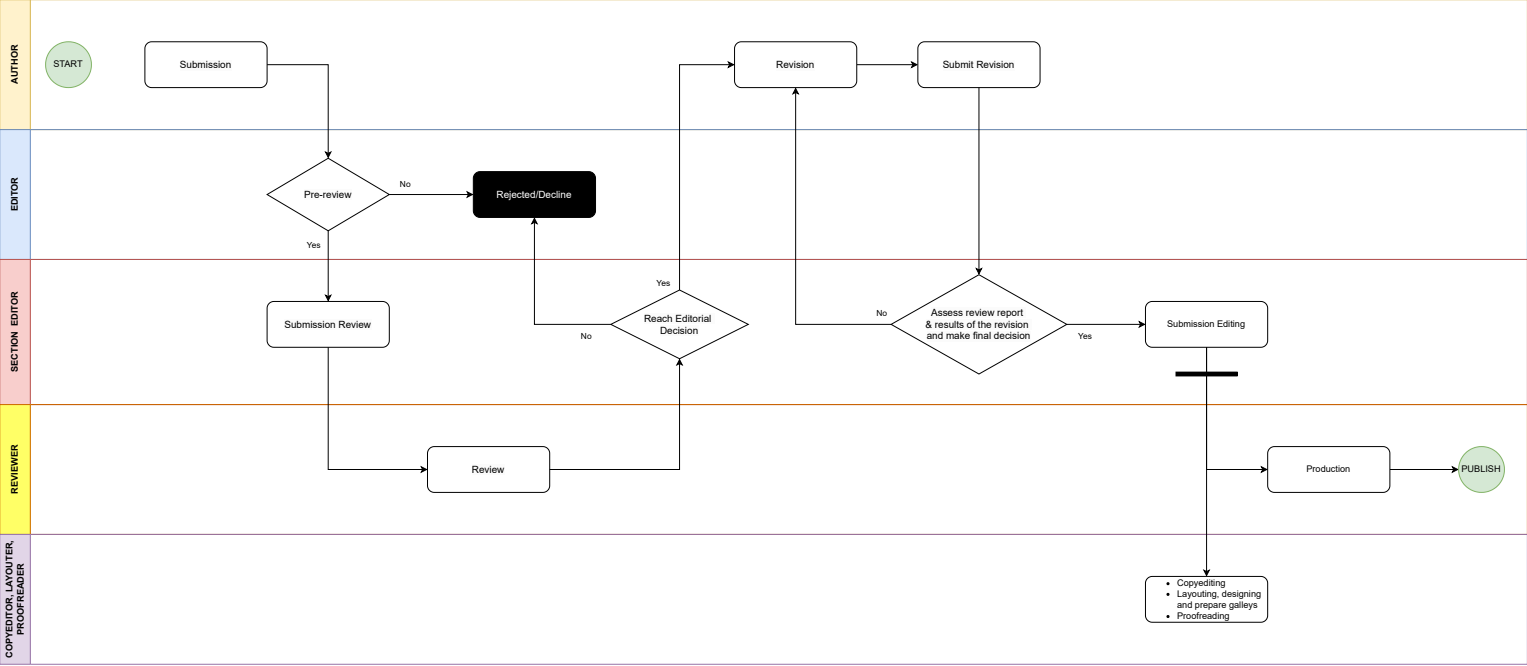 AUTHOR
START
Submission
Revision
Submit Revision
EDITOR
Pre-review
No
Rejected/Decline
Yes
SECTION EDITOR
Submission Review
Yes
Reach Editorial
Decision
No
No
Assess review report
& results of the revision
and make final decision
Yes
Submission Editing
REVIEWER
Review
Production
PUBLISH
COPYEDITOR, LAYOUTER,
PROOFREADER
• Copyediting
• Layouting, designing
and prepare galleys
• Proofreading